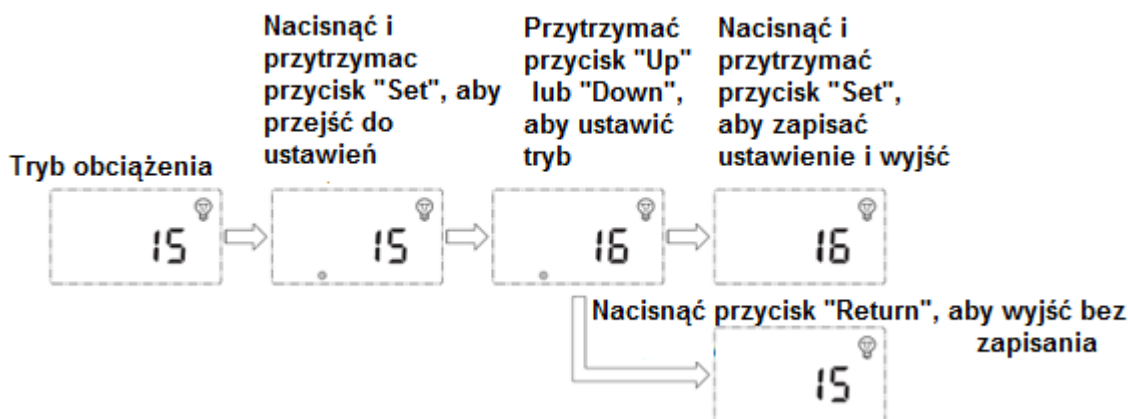 Tryb obciążenia
15
Nacisnąć i
przytrzymac
przycisk "Set", aby
przejść do
ustawień
15
Przytrzymać
przycisk "Up"
lub "Down",
aby ustawić
tryb
16
Nacisnąć i
przytrzymać
przycisk "Set",
aby zapisać
ustawienie i wyjść
16
Nacisnąć przycisk "Return", aby wyjść bez
zapisania
15